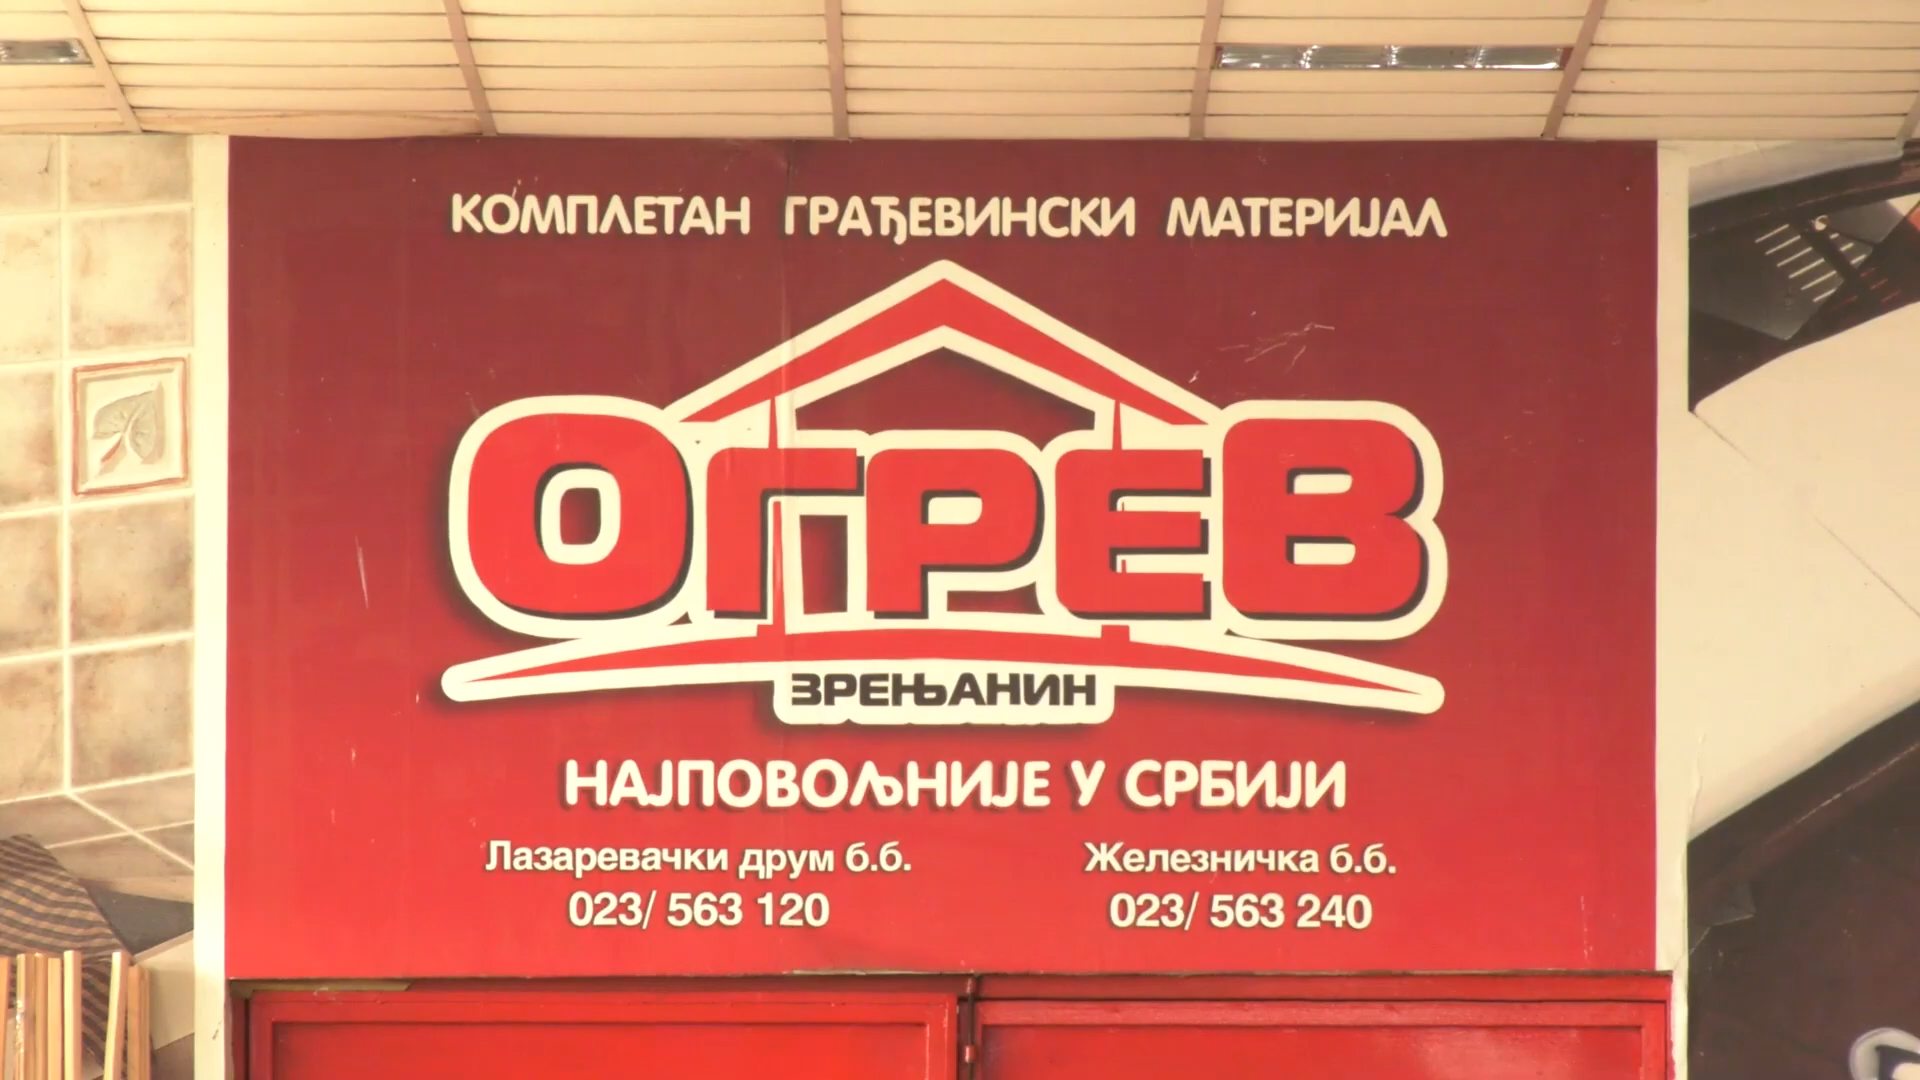 КОМПЛЕТАН ГРАЂЕВИНСКИ МАТЕРИЈАЛ
ОГРЕВ
ЗРЕЊАНИН
НАЈПОВОЉНИЈЕ У СРБИЈИ
Лазаревачки друм б.б. Железничка б.б.
023/ 563 120 023/ 563 240